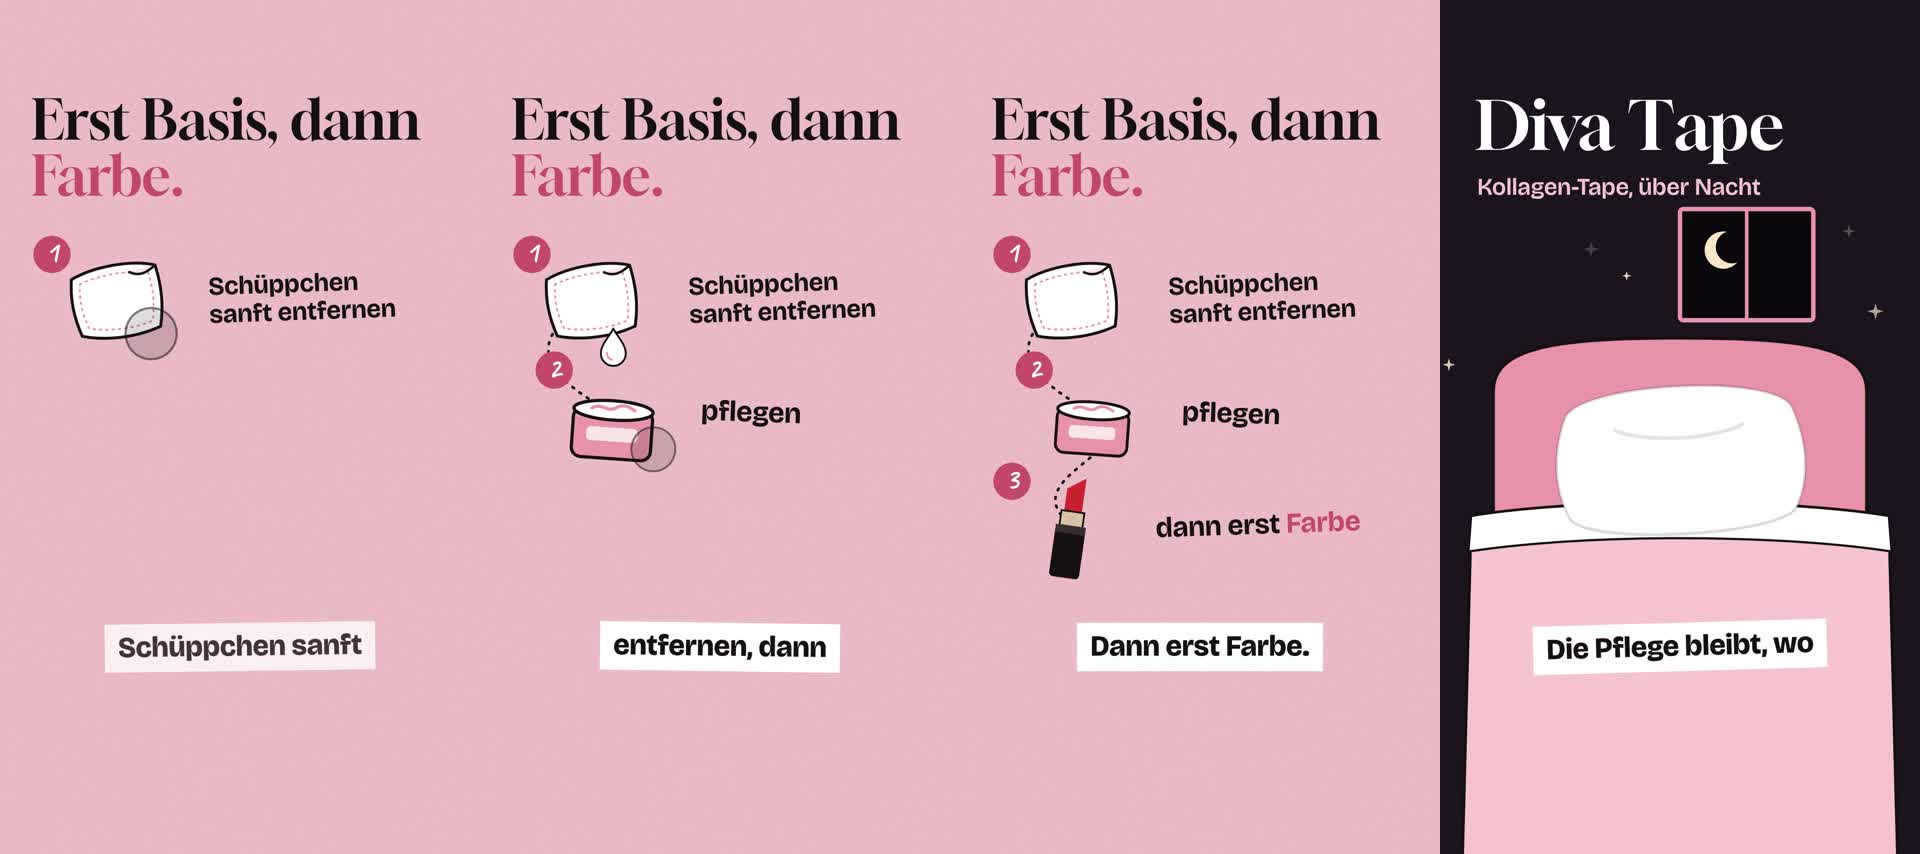 Erst Basis, dann
Farbe.
1
Schüppchen
sanft entfernen
Schüppchen sanft
Erst Basis, dann
Farbe.
1
Schüppchen
sanft entfernen
2
pflegen
entfernen, dann
Erst Basis, dann
Farbe.
1
Schüppchen
sanft entfernen
2
pflegen
3
dann erst Farbe
Dann erst Farbe.
Diva Tape
Kollagen-Tape, über Nacht
Die Pflege bleibt, wo